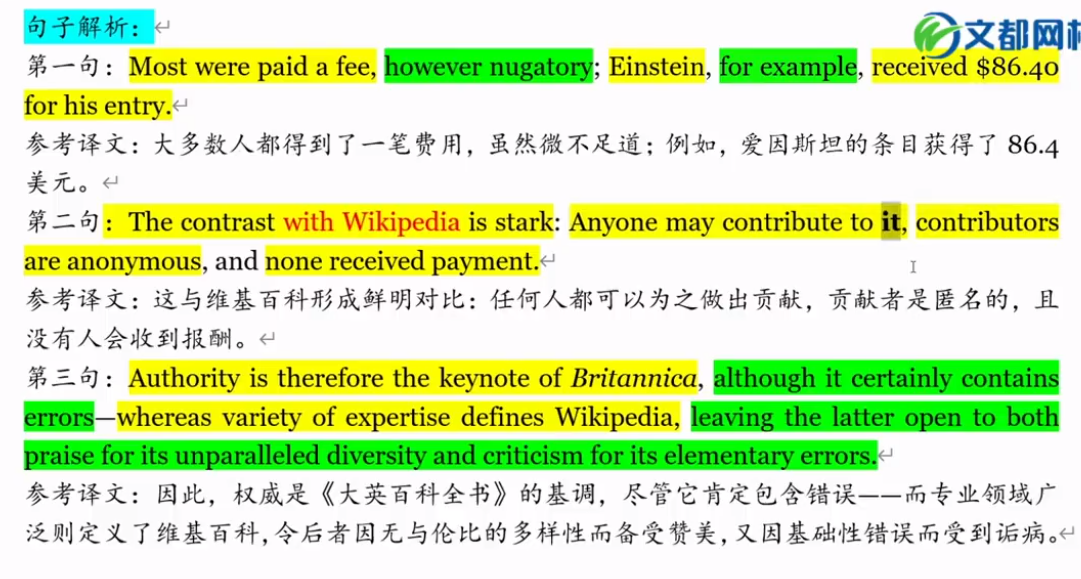 句子解析：
文都网校
第一句：Most were paid a fee, however nugatory; Einstein, for example, received $86.40
for his entry.
参考译文：大多数人都得到了一笔费用，虽然微不足道；例如，爱因斯坦的条目获得了 86.4
美元。
第二句：The contrast with Wikipedia is stark: Anyone may contribute to it, contributors
are anonymous, and none received payment.
参考译文：这与维基百科形成鲜明对比：任何人都可以为之做出贡献，贡献者是匿名的，且
没有人会收到报酬。
第三句：Authority is therefore the keynote of Britannica, although it certainly contains
errors—whereas variety of expertise defines Wikipedia, leaving the latter open to both
praise for its unparalleled diversity and criticism for its elementary errors.
参考译文：因此，权威是《大英百科全书》的基调，尽管它肯定包含错误——而专业领域广
泛则定义了维基百科,令后者因无与伦比的多样性而备受赞美,又因基础性错误而受到诟病。